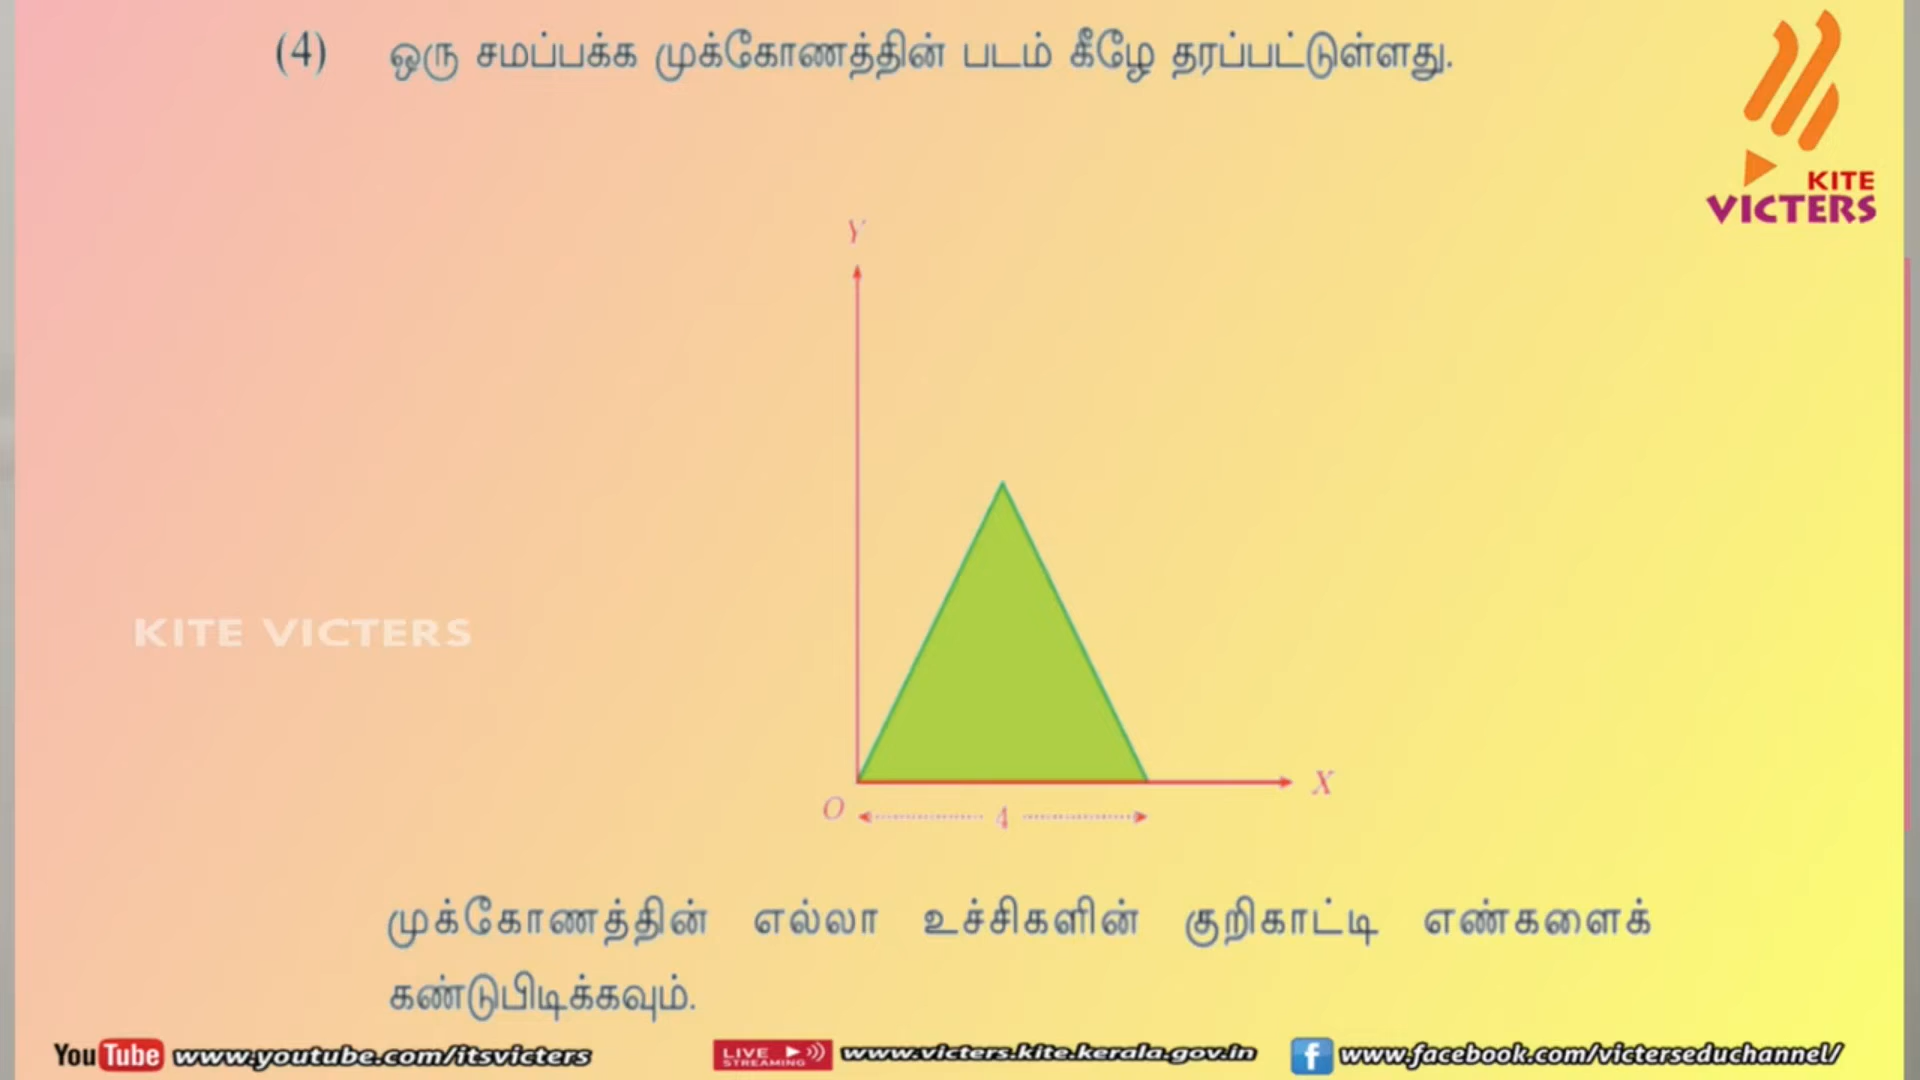 (4) ஒரு சமப்பக்க முக்கோணத்தின் படம் கீழே தரப்பட்டுள்ளது.
KITE
VICTERS
Y
KITE VICTERS
X
O
4
முக்கோணத்தின் எல்லா உச்சிகளின் குறிகாட்டி எண்களைக்
கண்டுபிடிக்கவும்.
YouTube www.youtube.com/itsvicters LIVE STREAMING www.victers.kite.kerala.gov.in f www.facebook.com/victerseduchannel/